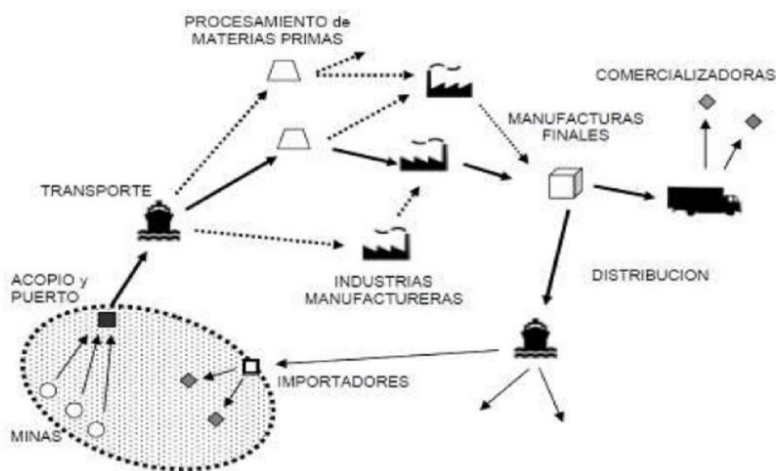 PROCESAMIENTO de
MATERIAS PRIMAS
COMERCIALIZADORAS
MANUFACTURAS
FINALES
TRANSPORTE
ACOPIO y
PUERTO
INDUSTRIAS
MANUFACTURERAS
DISTRIBUCION
IMPORTADORES
MINAS